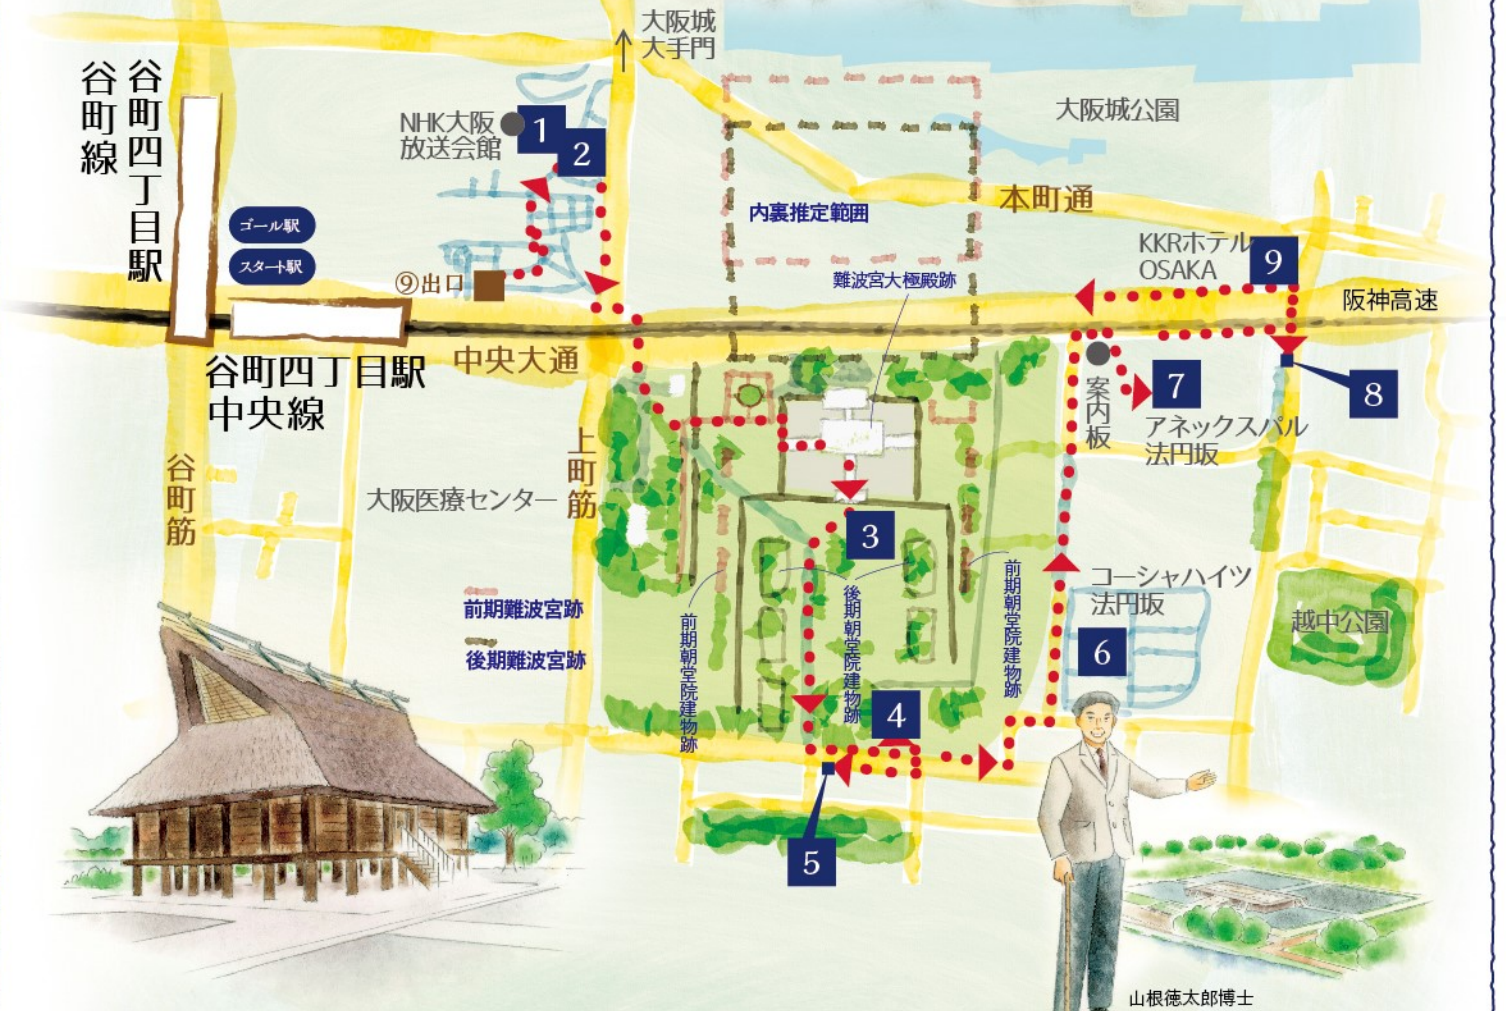 大阪城
大手門
谷町四丁目駅
谷町線
NHK大阪
放送会館
1
2
大阪城公園
内裏推定範囲
本町通
ゴール駅
スタート駅
⑨出口
難波宮大極殿跡
KKRホテル
OSAKA
9
阪神高速
谷町四丁目駅
中央線
中央大通
案内板
7
アネックスパル
法円坂
8
谷町筋
上町筋
大阪医療センター
3
前期難波宮跡
後期難波宮跡
前期朝堂院建物跡
後期朝堂院建物跡
前期朝堂院建物跡
コーシャハイツ
法円坂
6
越中公園
4
5
山根徳太郎博士